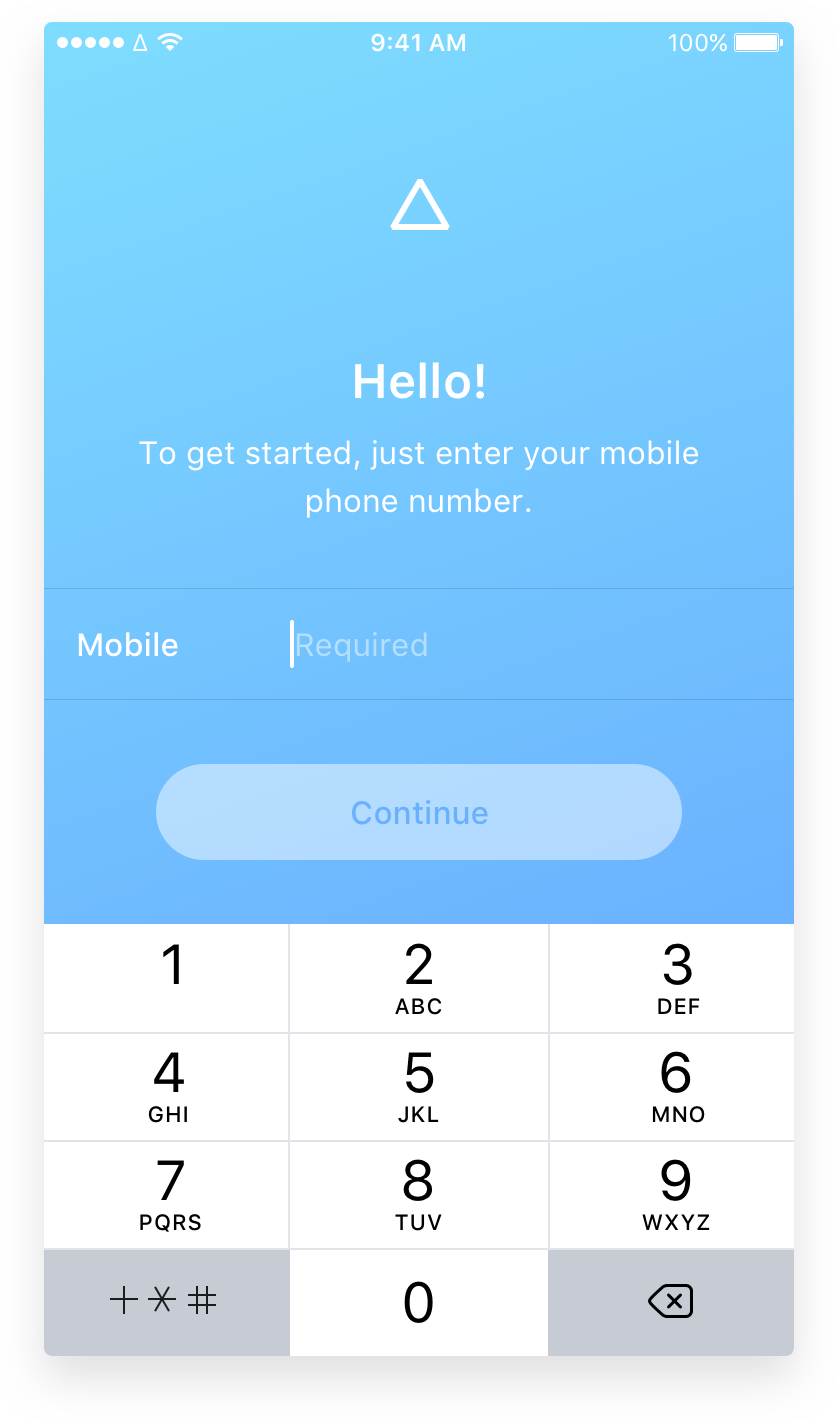 9:41 AM 100%
Hello!
To get started, just enter your mobile
phone number.
Mobile Required
Continue
1 2 3
ABC DEF
4 5 6
GHI JKL MNO
7 8 9
PQRS TUV WXYZ
+ * # 0